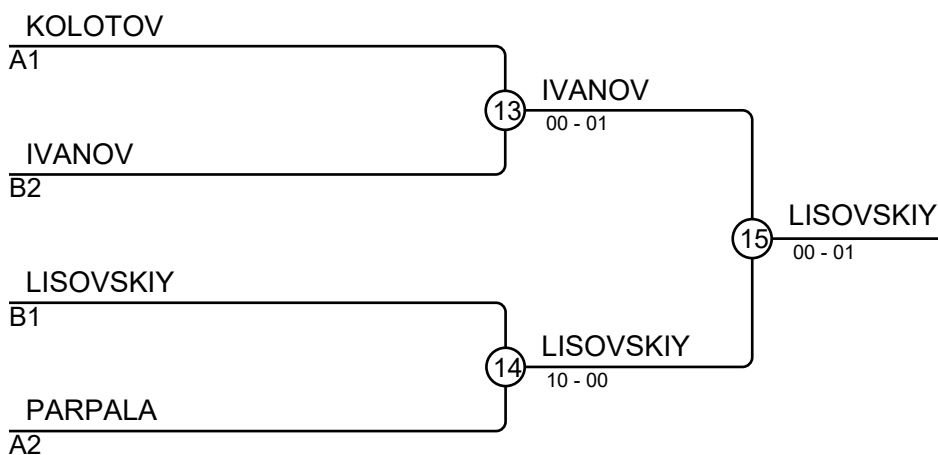 KOLOTOV
A1
13
IVANOV
00 - 01
IVANOV
B2
15
LISOVSKIY
00 - 01
LISOVSKIY
B1
14
LISOVSKIY
10 - 00
PARPALA
A2